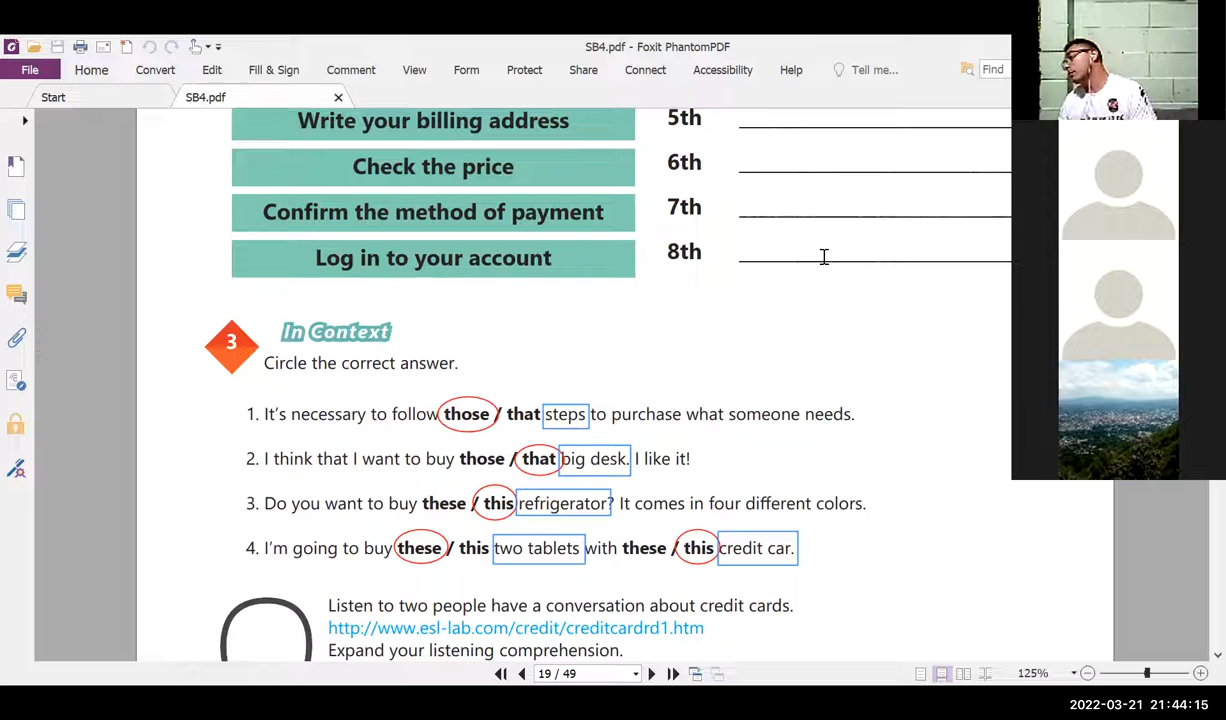 SB4.pdf - Foxit PhantomPDF
File Home Convert Edit Fill & Sign Comment View Form Protect Share Connect Accessibility Help Tell me... Find
Start SB4.pdf
Write your billing address 5th
Check the price 6th
Confirm the method of payment 7th
Log in to your account 8th
3 In Context
Circle the correct answer.
1. It's necessary to follow those / that steps to purchase what someone needs.
2. I think that I want to buy those / that big desk. I like it!
3. Do you want to buy these / this refrigerator? It comes in four different colors.
4. I'm going to buy these / this two tablets with these / this credit car.
Listen to two people have a conversation about credit cards.
http://www.esl-lab.com/credit/creditcardrd1.htm
Expand your listening comprehension.
19 / 49 125%
2022-03-21 21:44:15